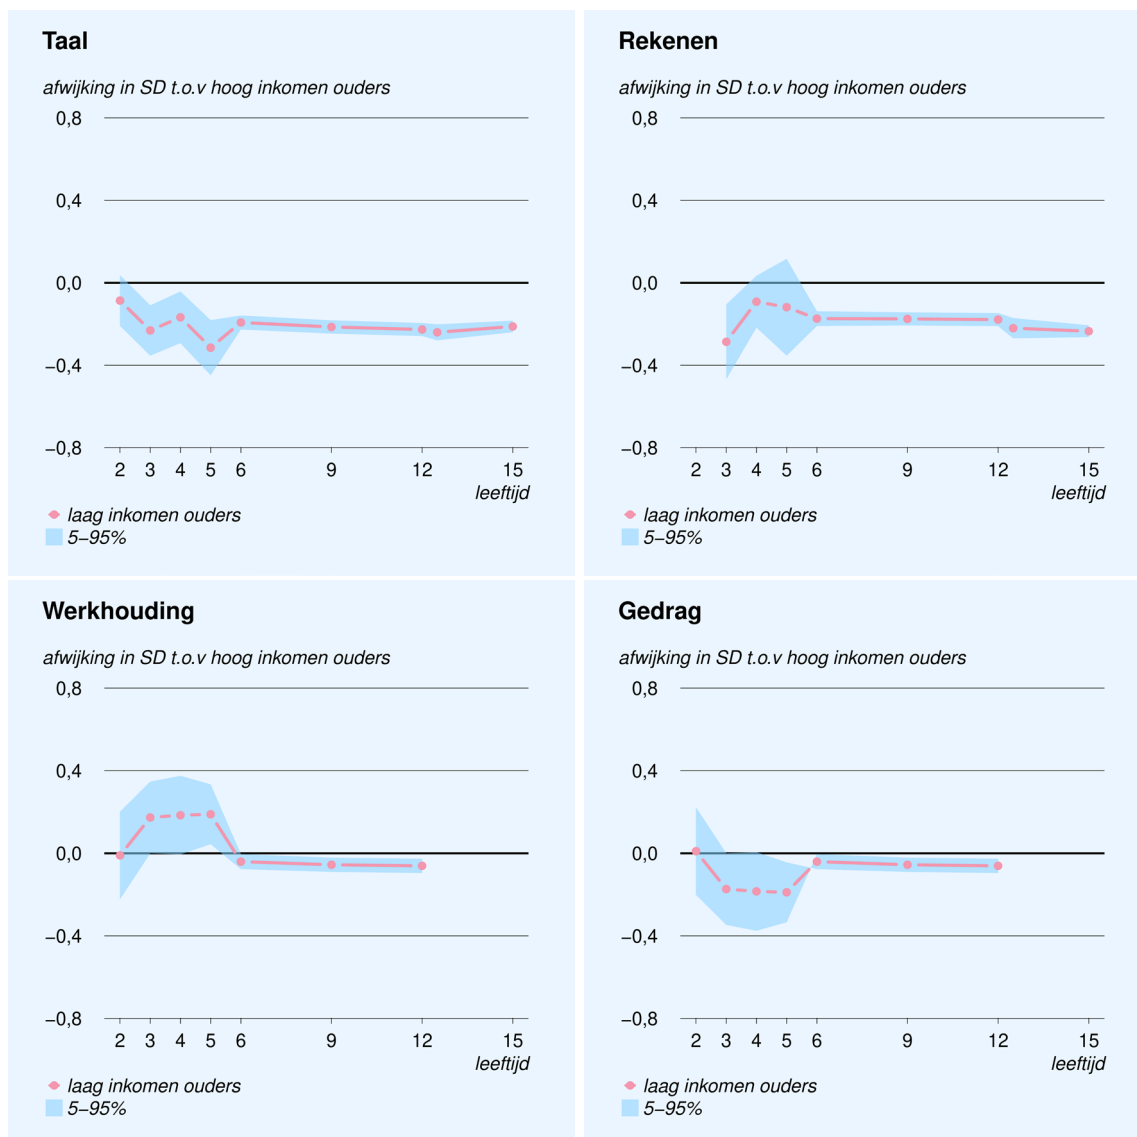 Taal
afwijking in SD t.o.v hoog inkomen ouders
0,8
0,4
0,0
−0,4
−0,8
2 3 4 5 6 9 12 15
leeftijd
laag inkomen ouders
5–95%
Rekenen
afwijking in SD t.o.v hoog inkomen ouders
0,8
0,4
0,0
−0,4
−0,8
2 3 4 5 6 9 12 15
leeftijd
laag inkomen ouders
5–95%
Werkhouding
afwijking in SD t.o.v hoog inkomen ouders
0,8
0,4
0,0
−0,4
−0,8
2 3 4 5 6 9 12 15
leeftijd
laag inkomen ouders
5–95%
Gedrag
afwijking in SD t.o.v hoog inkomen ouders
0,8
0,4
0,0
−0,4
−0,8
2 3 4 5 6 9 12 15
leeftijd
laag inkomen ouders
5–95%